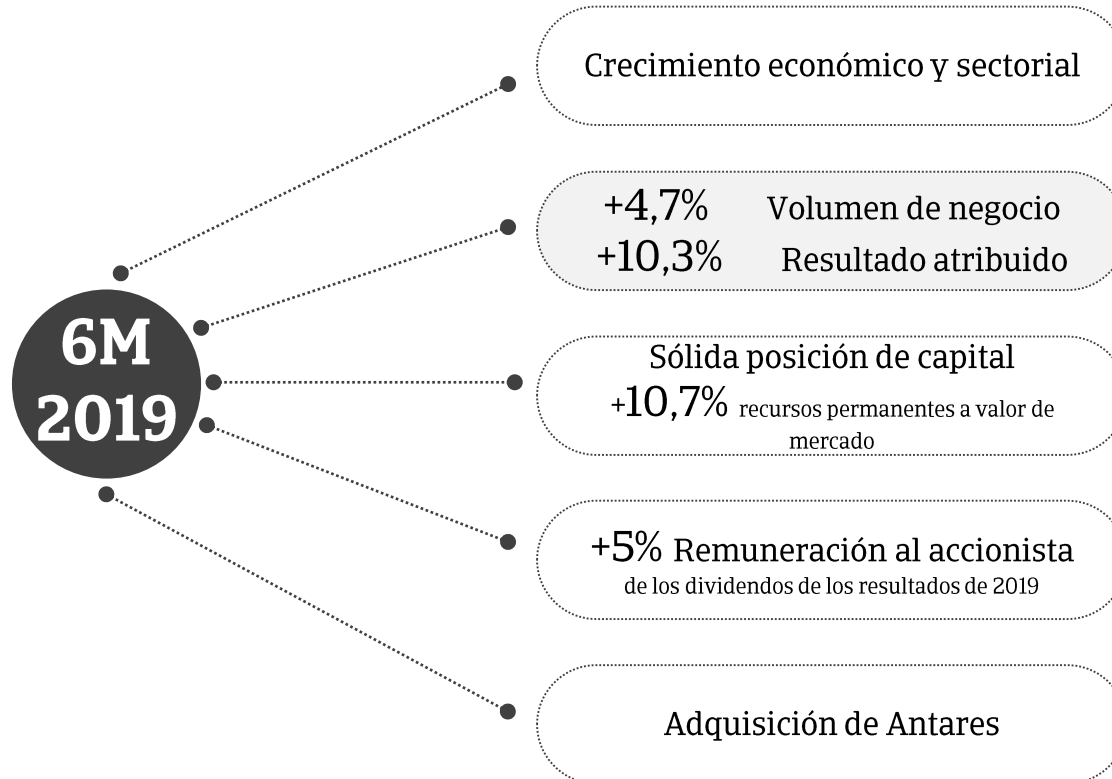 6M
2019
Crecimiento económico y sectorial
+4,7% Volumen de negocio
+10,3% Resultado atribuido
Sólida posición de capital
+10,7% recursos permanentes a valor de
mercado
+5% Remuneración al accionista
de los dividendos de los resultados de 2019
Adquisición de Antares